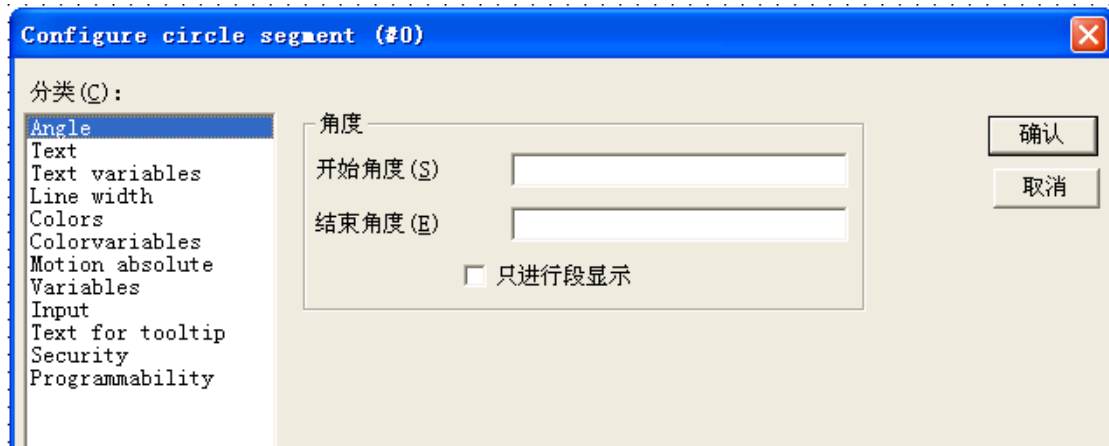 Configure circle segment (#0)
分类(C):
Angle
Text
Text variables
Line width
Colors
Colorvariables
Motion absolute
Variables
Input
Text for tooltip
Security
Programmability
角度
开始角度(S)
结束角度(E)
只进行段显示
确认
取消